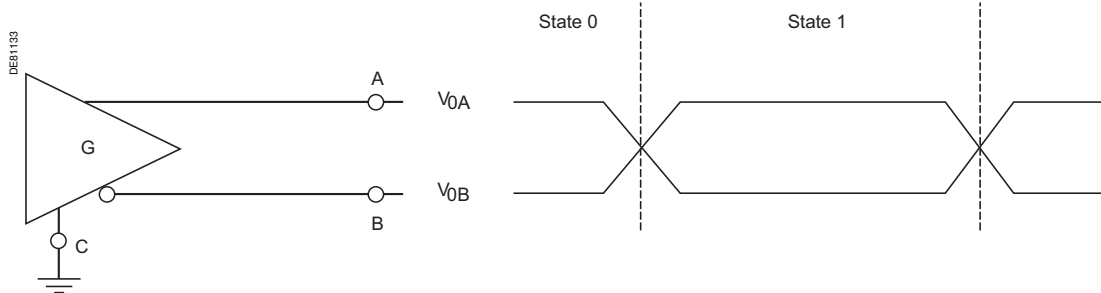 State 0
State 1
DE81133
A
V0A
G
V0B
B
C